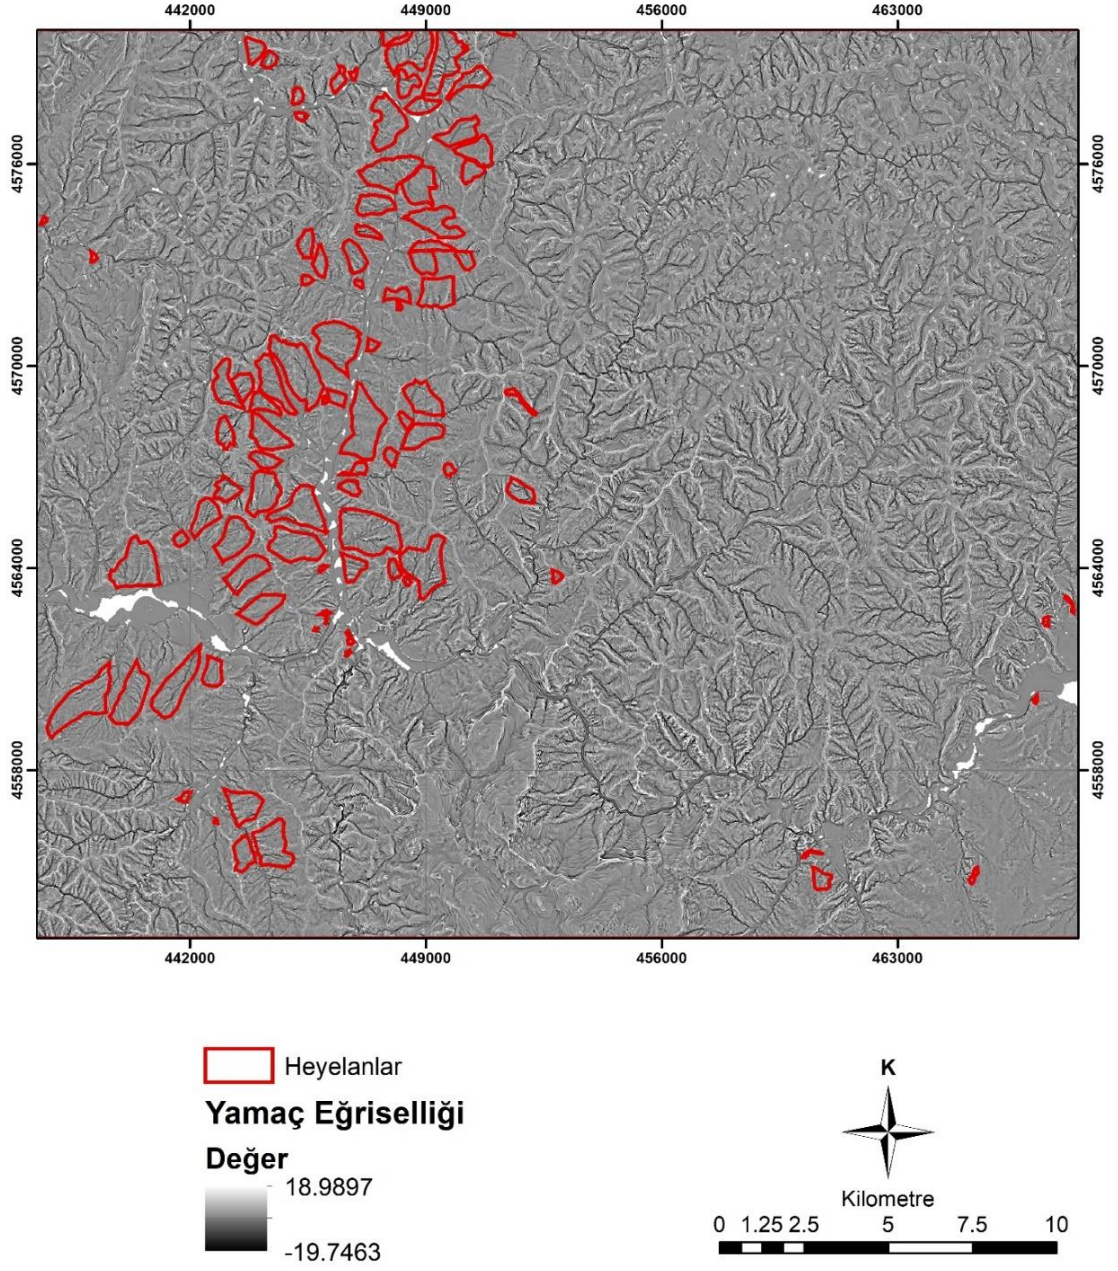 442000 449000 456000 463000
4576000 4576000
4570000 4570000
4564000 4564000
4558000 4558000
442000 449000 456000 463000
Heyelanlar
Yamaç Eğriselliği
Değer
18.9897
-19.7463
K
Kilometre
0 1.25 2.5 5 7.5 10